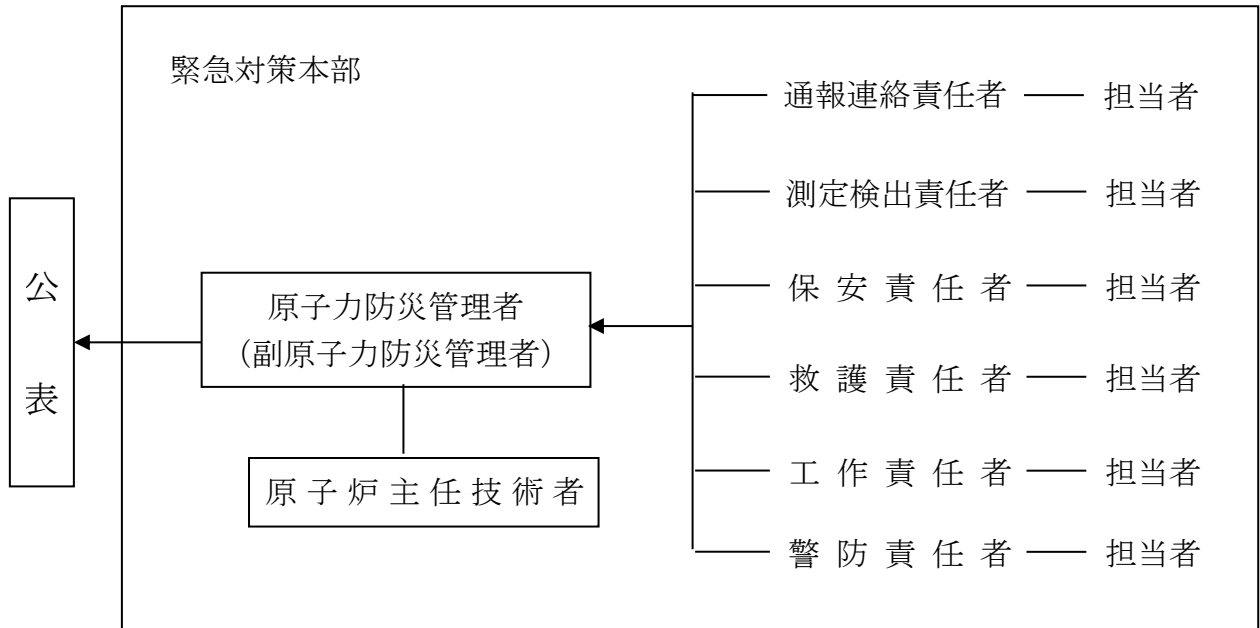 緊急対策本部
通報連絡責任者 担当者
測定検出責任者 担当者
保安責任者 担当者
救護責任者 担当者
工作責任者 担当者
警防責任者 担当者
原子力防災管理者
(副原子力防災管理者)
原子炉主任技術者
公表